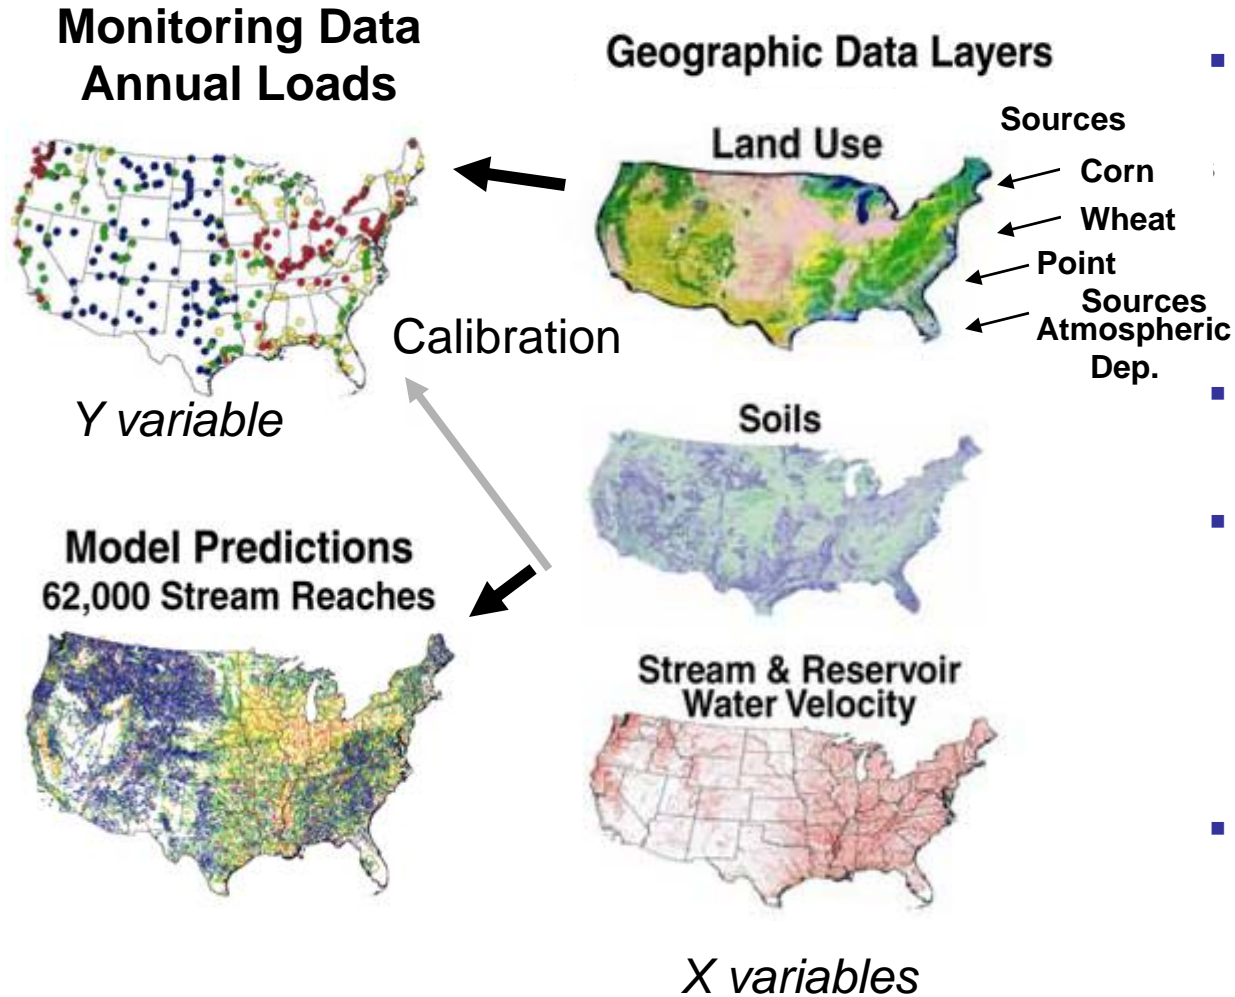 Monitoring Data
Annual Loads
Y variable
Calibration
Model Predictions
62,000 Stream Reaches
Geographic Data Layers
Land Use
Sources
Corn
Wheat
Point
Sources
Atmospheric
Dep.
Soils
Stream & Reservoir
Water Velocity
X variables